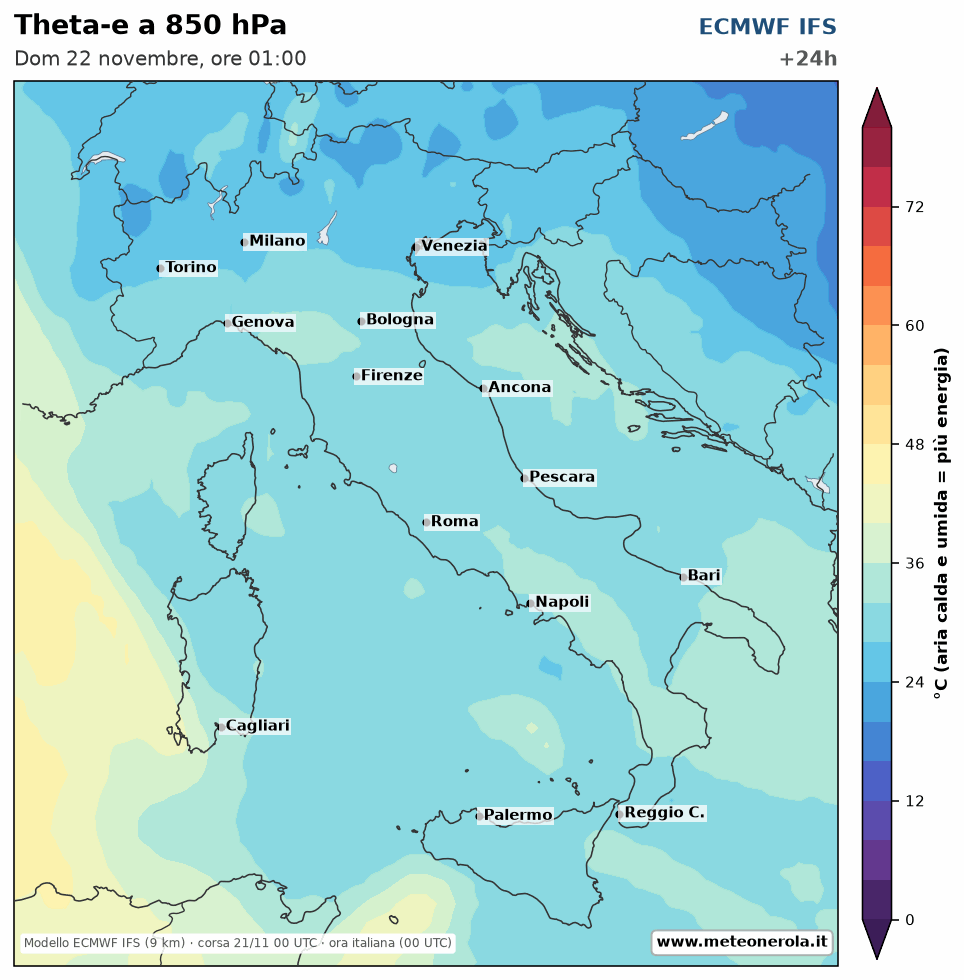 Theta-e a 850 hPa
ECMWF IFS
Dom 22 novembre, ore 01:00
+24h
Milano
Venezia
Torino
Genova
Bologna
Firenze
Ancona
Pescara
Roma
Bari
Napoli
Cagliari
Palermo
Reggio C.
72
60
48
36
24
12
0
°C (aria calda e umida = più energia)
Modello ECMWF IFS (9 km) · corsa 21/11 00 UTC · ora italiana (00 UTC)
www.meteonerola.it